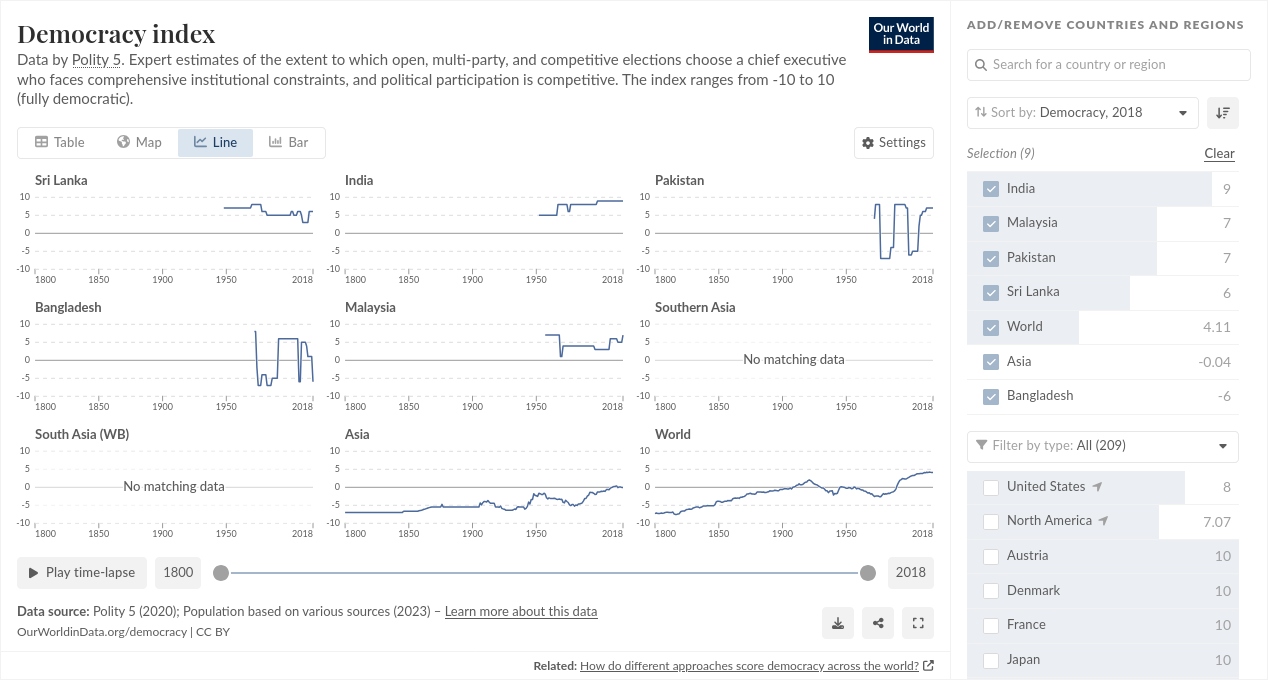 Democracy index
Our World
in Data
Data by Polity 5. Expert estimates of the extent to which open, multi-party, and competitive elections choose a chief executive
who faces comprehensive institutional constraints, and political participation is competitive. The index ranges from -10 to 10
(fully democratic).
Table
Map
Line
Bar
Settings
Sri Lanka
10
5
0
-5
-10
1800
1850
1900
1950
2018
India
10
5
0
-5
-10
1800
1850
1900
1950
2018
Pakistan
10
5
0
-5
-10
1800
1850
1900
1950
2018
Bangladesh
10
5
0
-5
-10
1800
1850
1900
1950
2018
Malaysia
10
5
0
-5
-10
1800
1850
1900
1950
2018
Southern Asia
10
5
0
-5
-10
No matching data
1800
1850
1900
1950
2018
South Asia (WB)
10
5
0
-5
-10
No matching data
1800
1850
1900
1950
2018
Asia
10
5
0
-5
-10
1800
1850
1900
1950
2018
World
10
5
0
-5
-10
1800
1850
1900
1950
2018
Play time-lapse
1800
2018
Data source: Polity 5 (2020); Population based on various sources (2023) – Learn more about this data
OurWorldinData.org/democracy | CC BY
Related: How do different approaches score democracy across the world?
ADD/REMOVE COUNTRIES AND REGIONS
Search for a country or region
Sort by: Democracy, 2018
Selection (9)
Clear
India 9
Malaysia 7
Pakistan 7
Sri Lanka 6
World 4.11
Asia -0.04
Bangladesh -6
Filter by type: All (209)
United States 8
North America 7.07
Austria 10
Denmark 10
France 10
Japan 10